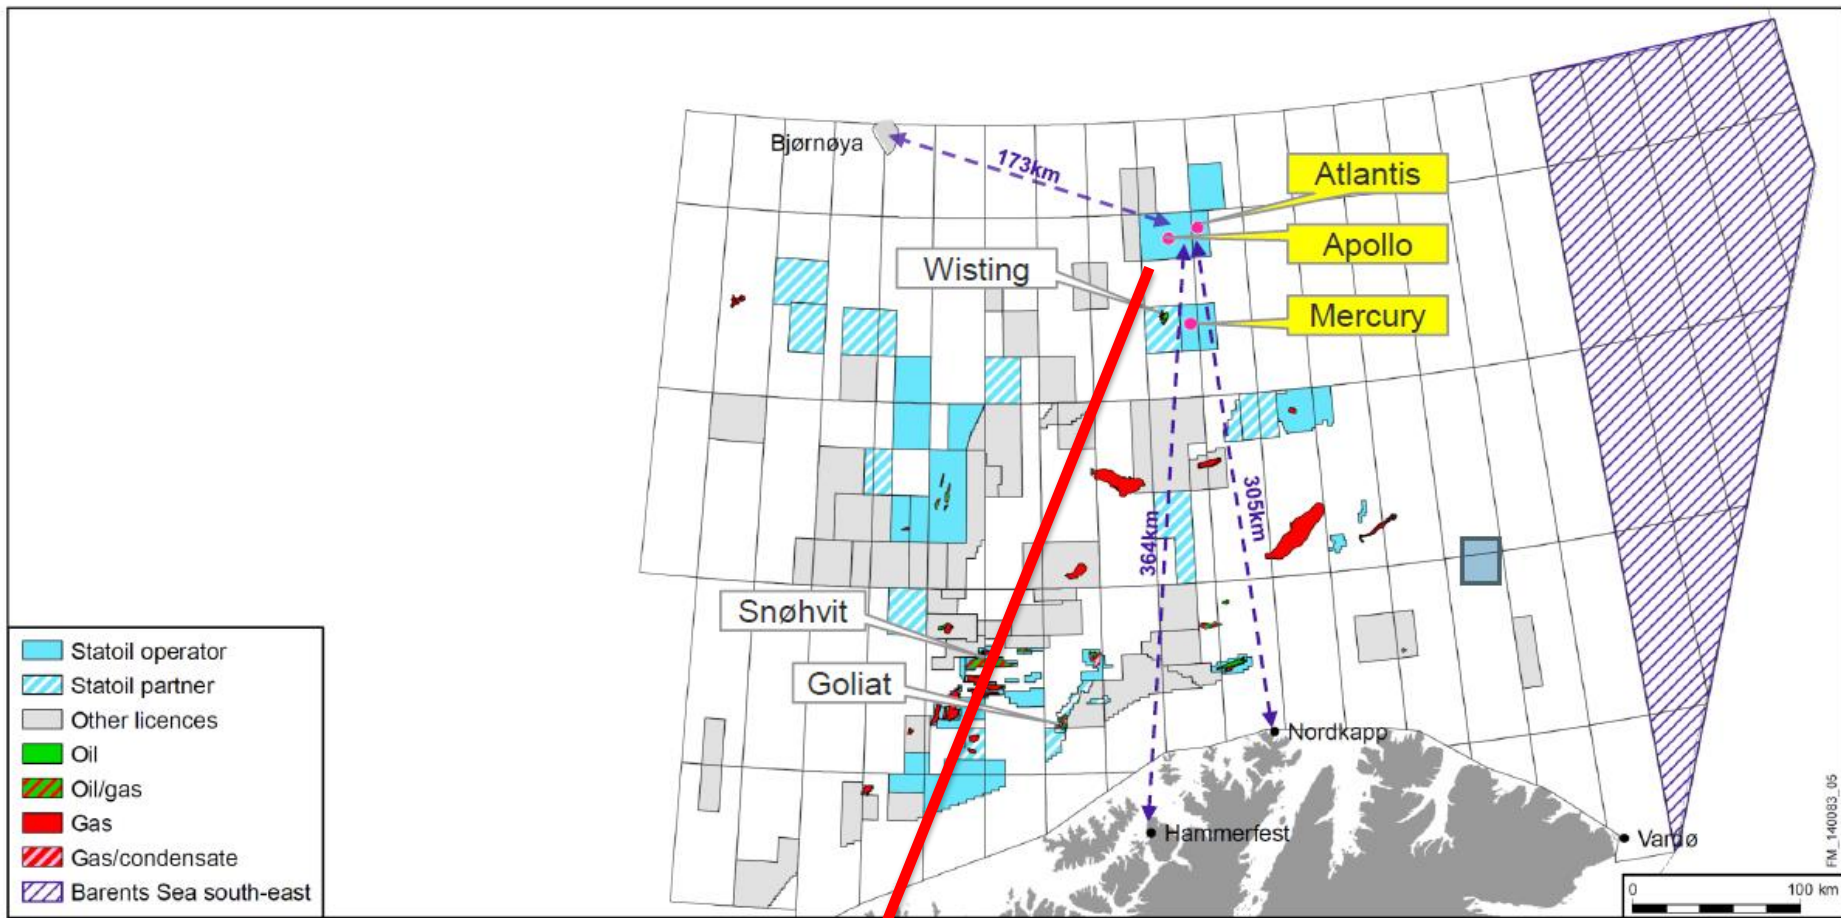 Bjørnøya
173km
Atlantis
Apollo
Wisting
Mercury
305km
364km
Snøhvit
Goliat
Nordkapp
Hammerfest
Vardø
Statoil operator
Statoil partner
Other licences
Oil
Oil/gas
Gas
Gas/condensate
Barents Sea south-east
FM_140083_05
0 100 km